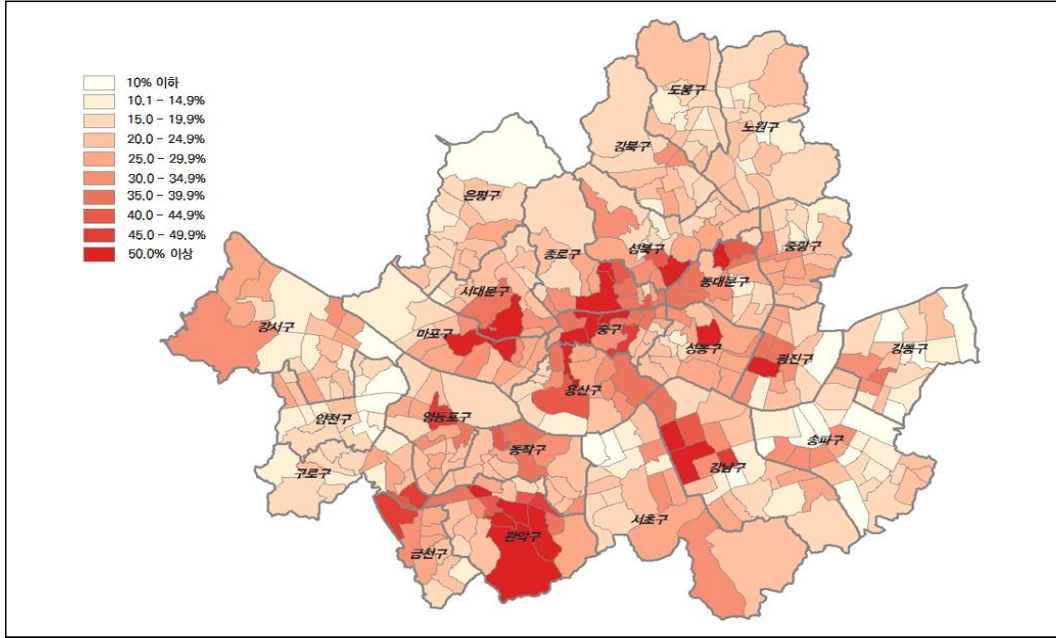 10% 이하
10.1 - 14.9%
15.0 - 19.9%
20.0 - 24.9%
25.0 - 29.9%
30.0 - 34.9%
35.0 - 39.9%
40.0 - 44.9%
45.0 - 49.9%
50.0% 이상
도봉구
노원구
강북구
은평구
성북구
중랑구
종로구
동대문구
서대문구
강서구
마포구
중구
성동구
광진구
강동구
용산구
양천구
영등포구
송파구
동작구
구로구
강남구
서초구
관악구
금천구